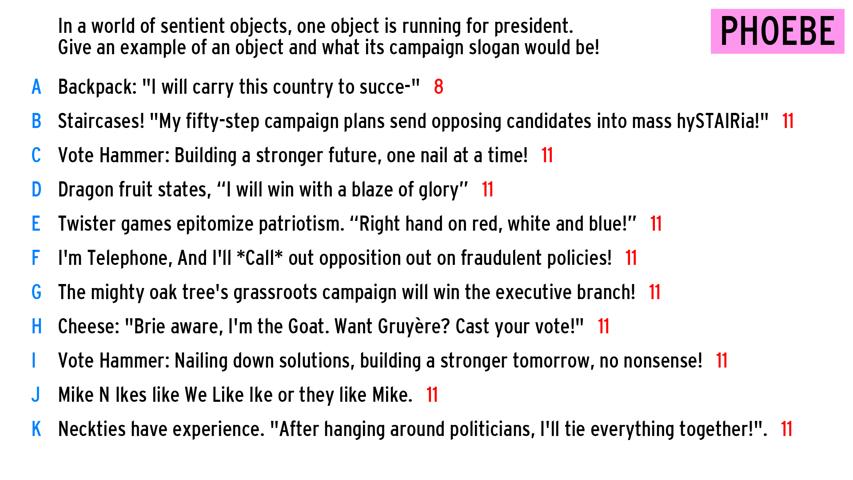 In a world of sentient objects, one object is running for president.
Give an example of an object and what its campaign slogan would be!
PHOEBE
A Backpack: "I will carry this country to succe-" 8
B Staircases! "My fifty-step campaign plans send opposing candidates into mass hySTAIRia!" 11
C Vote Hammer: Building a stronger future, one nail at a time! 11
D Dragon fruit states, “I will win with a blaze of glory” 11
E Twister games epitomize patriotism. “Right hand on red, white and blue!” 11
F I'm Telephone, And I'll *Call* out opposition out on fraudulent policies! 11
G The mighty oak tree's grassroots campaign will win the executive branch! 11
H Cheese: "Brie aware, I'm the Goat. Want Gruyère? Cast your vote!" 11
I Vote Hammer: Nailing down solutions, building a stronger tomorrow, no nonsense! 11
J Mike N Ikes like We Like Ike or they like Mike. 11
K Neckties have experience. "After hanging around politicians, I'll tie everything together!". 11